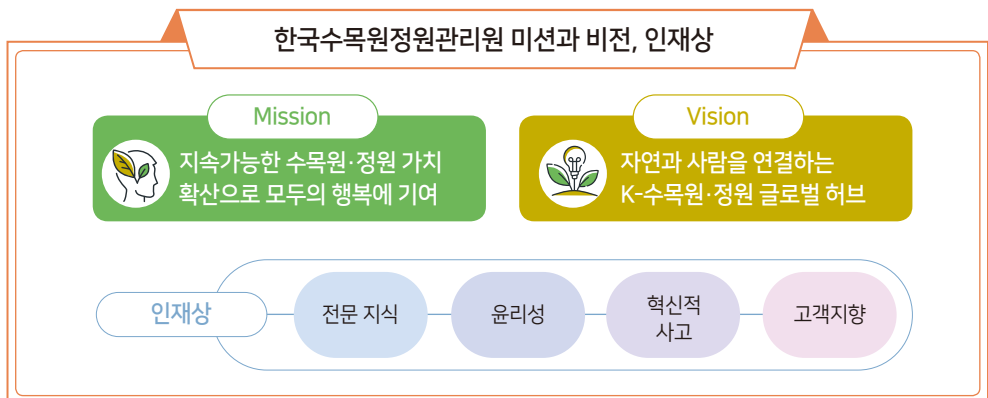 한국수목원정원관리원 미션과 비전, 인재상
Mission
지속가능한 수목원·정원 가치
확산으로 모두의 행복에 기여
Vision
자연과 사람을 연결하는
K-수목원·정원 글로벌 허브
인재상
전문 지식
윤리성
혁신적
사고
고객지향